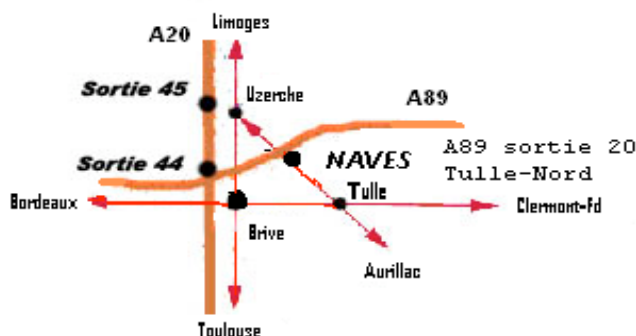 Limoges
A20
Sortie 45
Uzerche
A89
Sortie 44
NAVES
A89 sortie 20
Tulle-Nord
Tulle
Bordeaux
Clermont-Fd
Brive
Aurillac
Toulouse